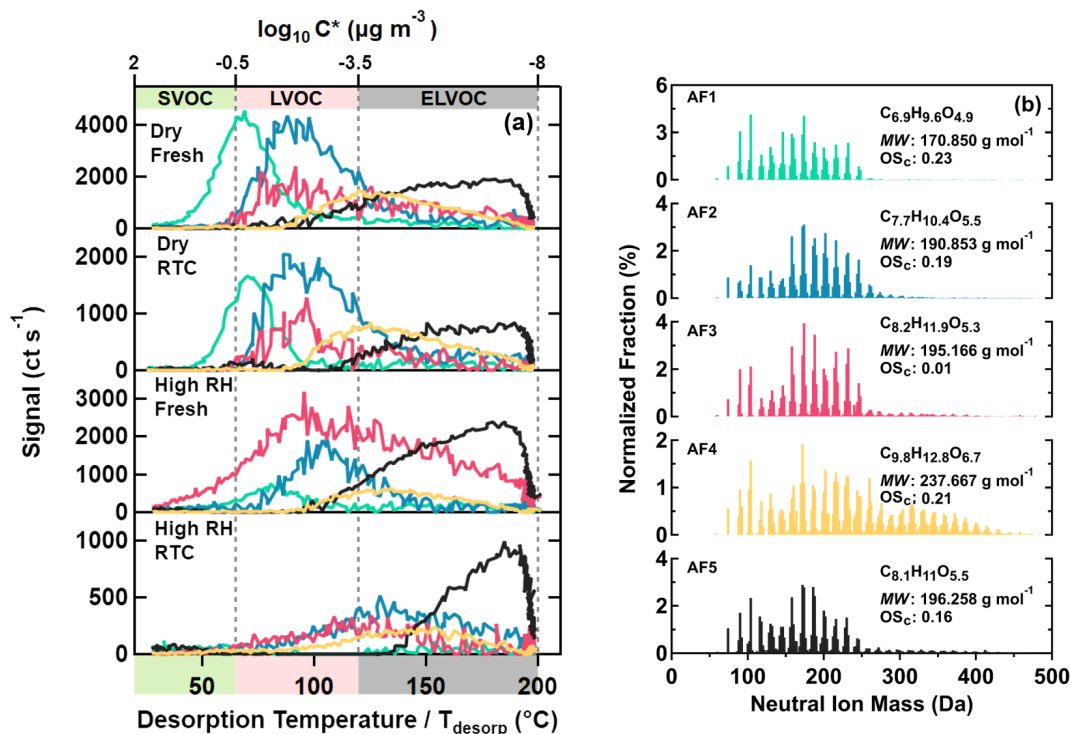 log10 C* (µg m-3)
2 -0.5 -3.5 -8
SVOC LVOC ELVOC
(a)
Dry
Fresh
4000
2000
0
Dry
RTC
2000
1000
0
High RH
Fresh
3000
2000
1000
0
High RH
RTC
1000
500
0
50 100 150 200
Signal (ct s-1)
Desorption Temperature / Tdesorp (°C)
(b)
AF1
C6.9H9.6O4.9
MW: 170.850 g mol-1
OSC: 0.23
6
4
2
0
AF2
C7.7H10.4O5.5
MW: 190.853 g mol-1
OSC: 0.19
4
2
0
AF3
C8.2H11.9O5.3
MW: 195.166 g mol-1
OSC: 0.01
4
2
0
AF4
C9.8H12.8O6.7
MW: 237.667 g mol-1
OSC: 0.21
2
1
0
AF5
C8.1H11O5.5
MW: 196.258 g mol-1
OSC: 0.16
4
2
0
0 100 200 300 400 500
Normalized Fraction (%)
Neutral Ion Mass (Da)